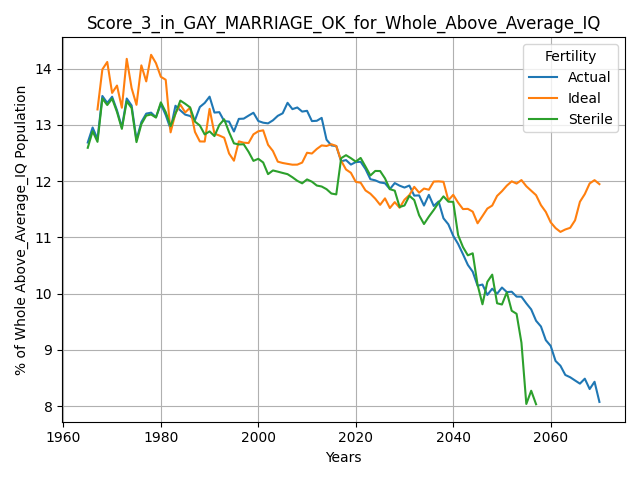 Score_3_in_GAY_MARRIAGE_OK_for_Whole_Above_Average_IQ
% of Whole Above_Average_IQ Population
14
13
12
11
10
9
8
Fertility
Actual
Ideal
Sterile
1960
1980
2000
2020
2040
2060
Years